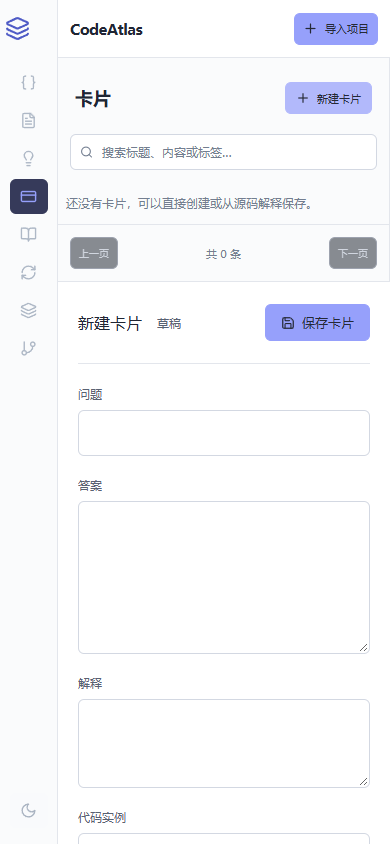 CodeAtlas
导入项目
卡片
新建卡片
搜索标题、内容或标签...
还没有卡片，可以直接创建或从源码解释保存。
上一页
共 0 条
下一页
新建卡片
草稿
保存卡片
问题
答案
解释
代码实例